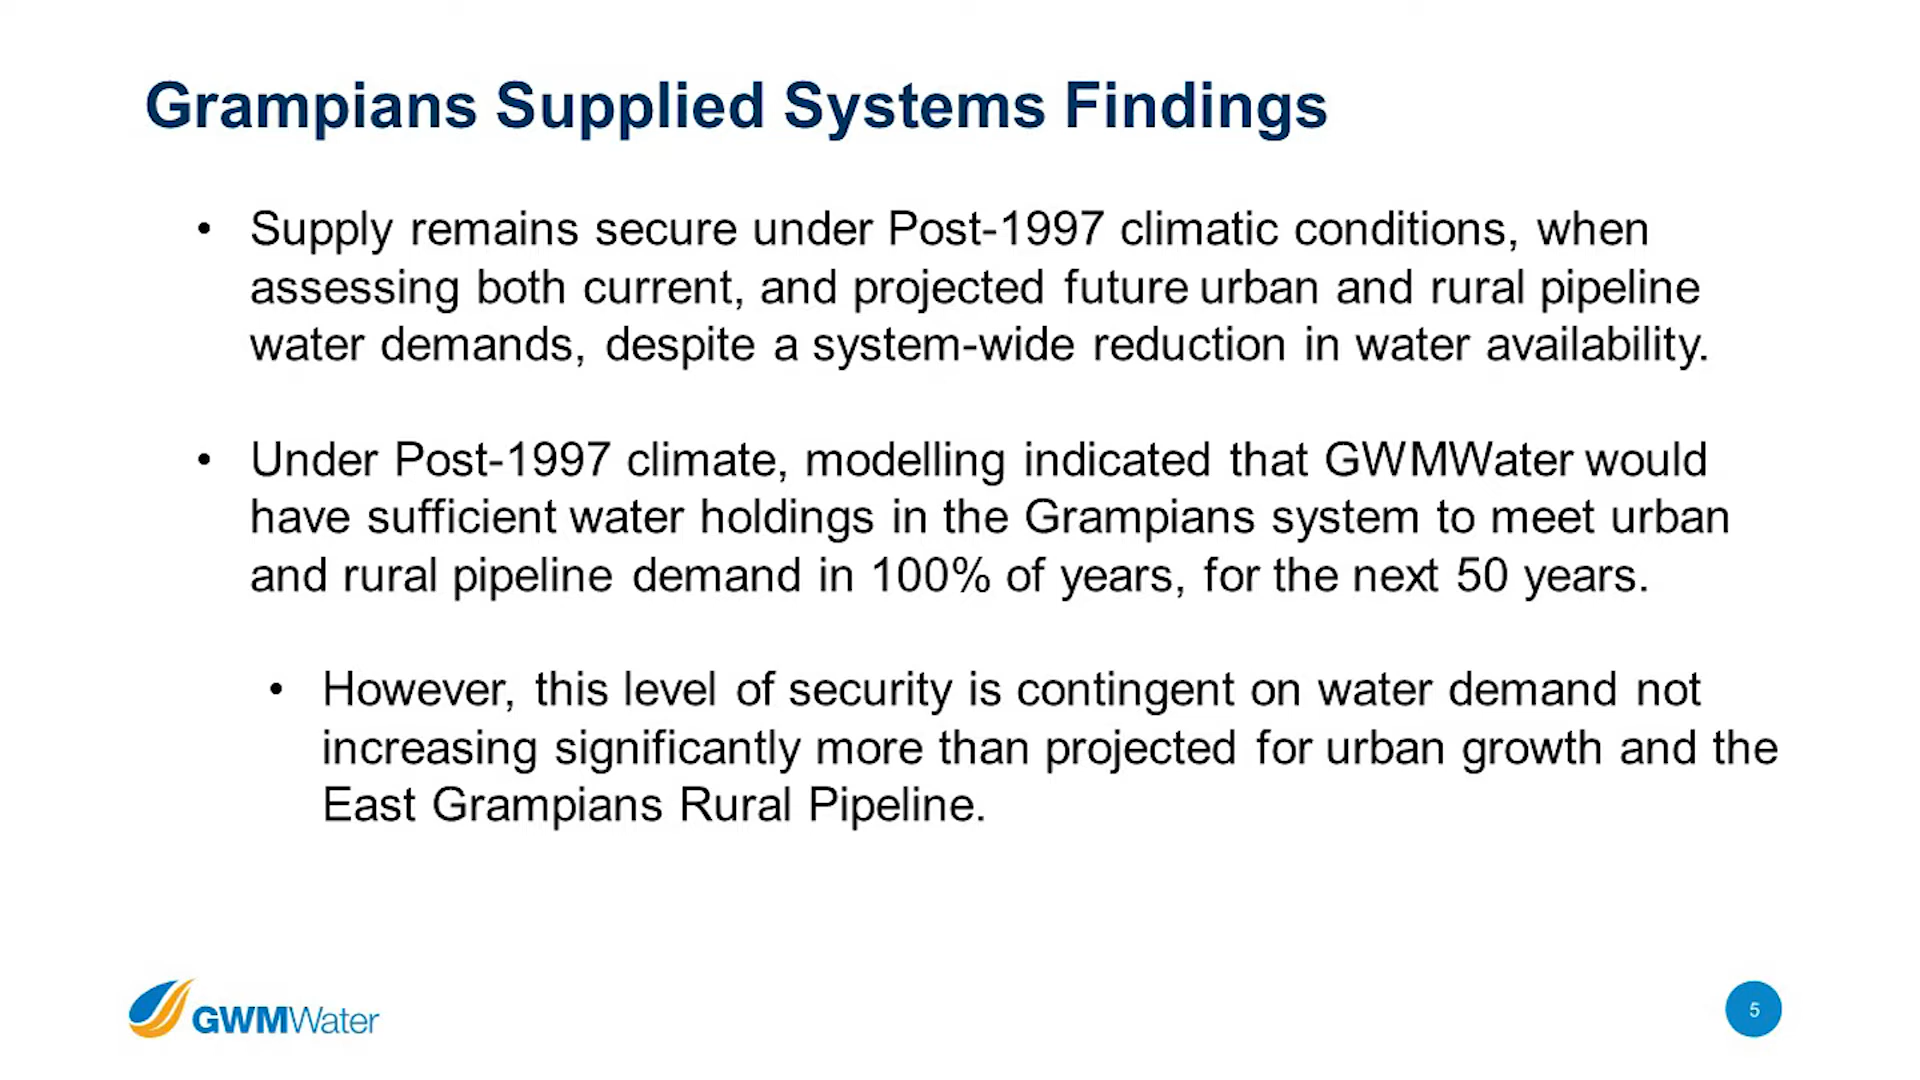 Grampians Supplied Systems Findings
• Supply remains secure under Post-1997 climatic conditions, when
assessing both current, and projected future urban and rural pipeline
water demands, despite a system-wide reduction in water availability.
• Under Post-1997 climate, modelling indicated that GWMWater would
have sufficient water holdings in the Grampians system to meet urban
and rural pipeline demand in 100% of years, for the next 50 years.
• However, this level of security is contingent on water demand not
increasing significantly more than projected for urban growth and the
East Grampians Rural Pipeline.
GWMWater
5